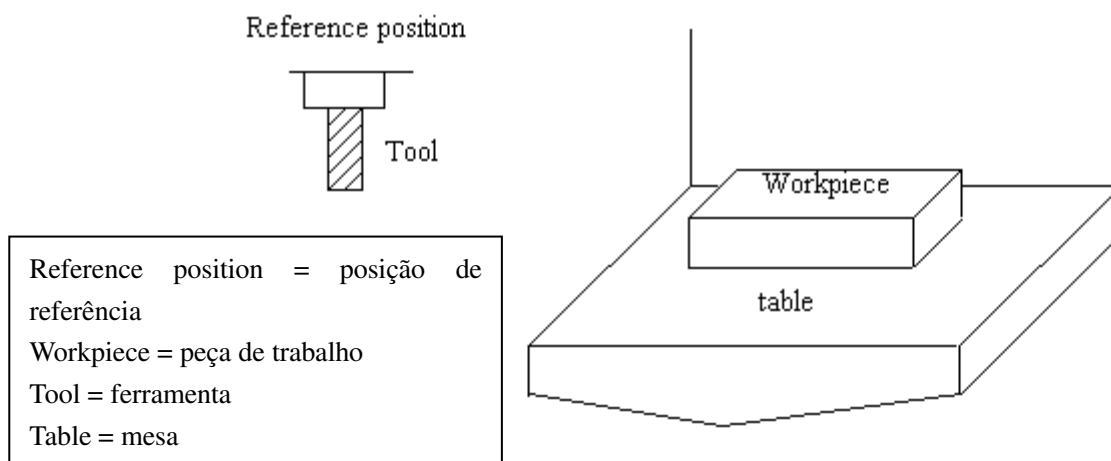 Reference position
Tool
Workpiece
table
Reference position = posição de
referência
Workpiece = peça de trabalho
Tool = ferramenta
Table = mesa